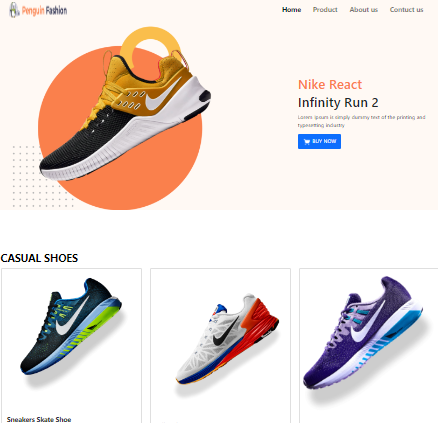 Penguin Fashion
Home Product About us Contuct us
Nike React
Infinity Run 2
Lorem Ipsum is simply dummy text of the printing and
typesetting industry.
BUY NOW
CASUAL SHOES
Sneakers Skate Shoe